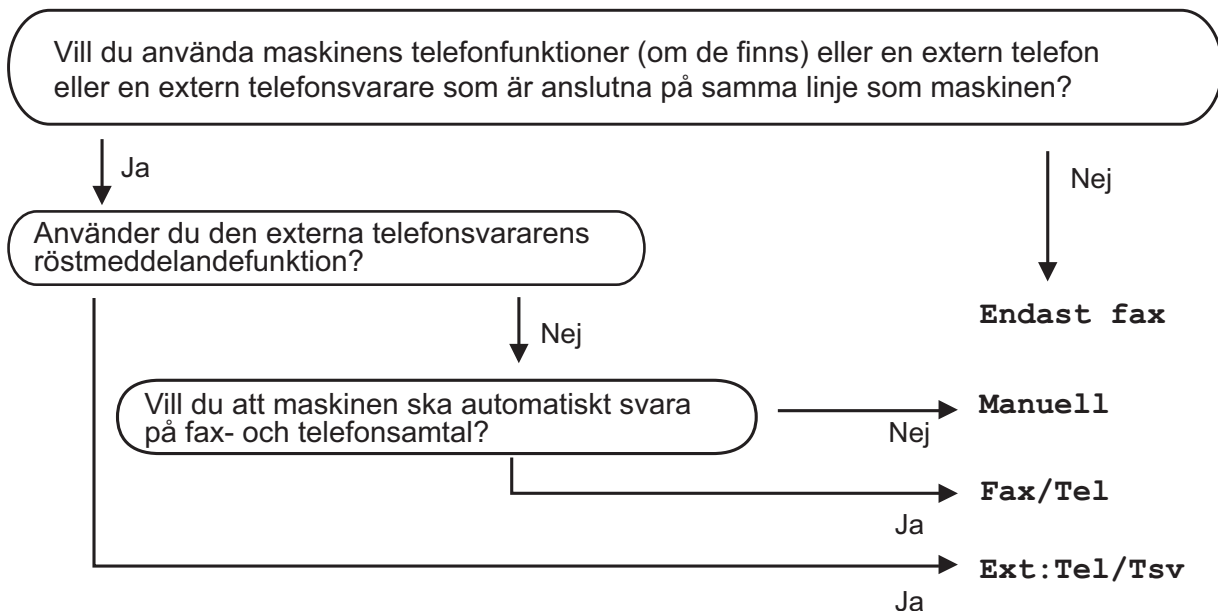 Vill du använda maskinens telefonfunktioner (om de finns) eller en extern telefon
eller en extern telefonsvarare som är anslutna på samma linje som maskinen?
Ja
Nej
Använder du den externa telefonsvararens
röstmeddelandefunktion?
Endast fax
Nej
Vill du att maskinen ska automatiskt svara
på fax- och telefonsamtal?
Manuell
Nej
Fax/Tel
Ja
Ext:Tel/Tsv
Ja